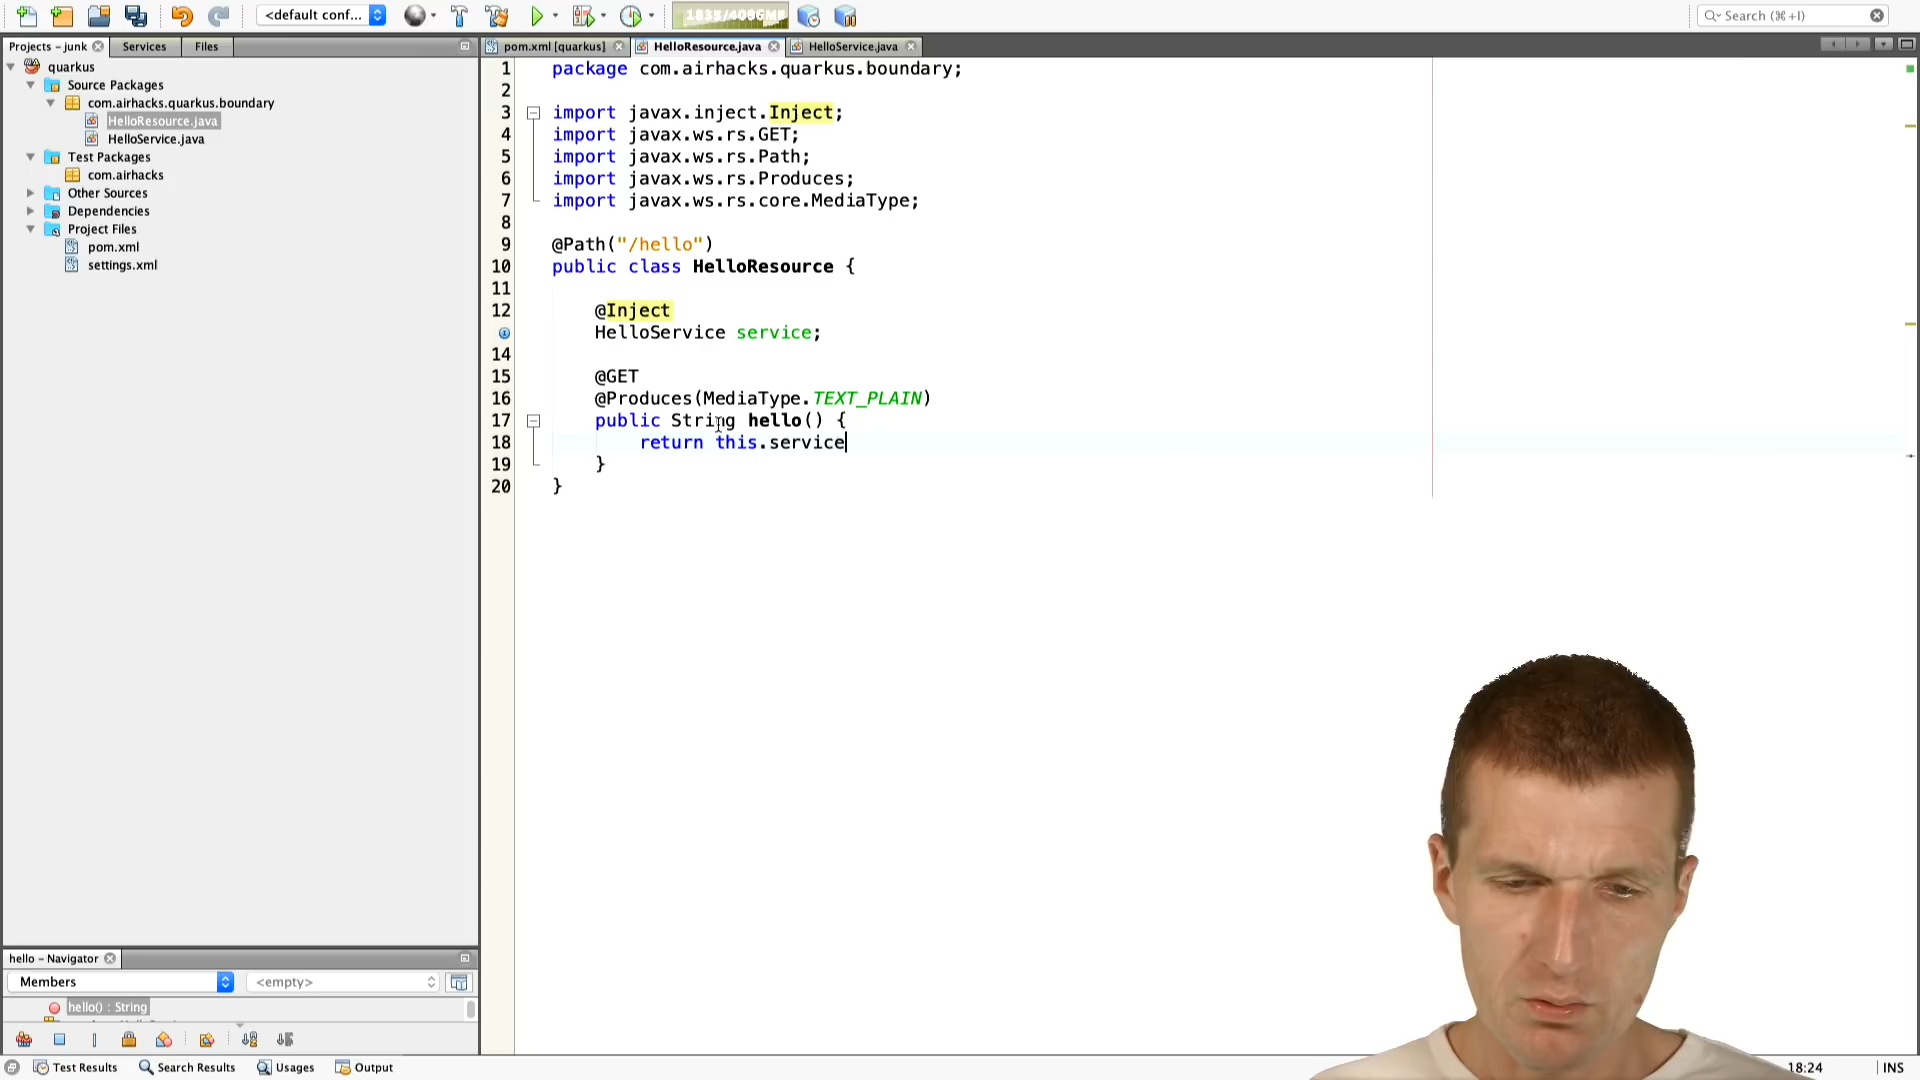 <default conf...
1835/4096MB
Search (⌘+I)
Projects – junk
Services
Files
pom.xml [quarkus]
HelloResource.java
HelloService.java
quarkus
Source Packages
com.airhacks.quarkus.boundary
HelloResource.java
HelloService.java
Test Packages
com.airhacks
Other Sources
Dependencies
Project Files
pom.xml
settings.xml
1 package com.airhacks.quarkus.boundary;
2
3 import javax.inject.Inject;
4 import javax.ws.rs.GET;
5 import javax.ws.rs.Path;
6 import javax.ws.rs.Produces;
7 import javax.ws.rs.core.MediaType;
8
9 @Path("/hello")
10 public class HelloResource {
11
12 @Inject
HelloService service;
14
15 @GET
16 @Produces(MediaType.TEXT_PLAIN)
17 public String hello() {
18 return this.service
19 }
20 }
hello – Navigator
Members
<empty>
hello() : String
Test Results
Search Results
Usages
Output
18:24
INS